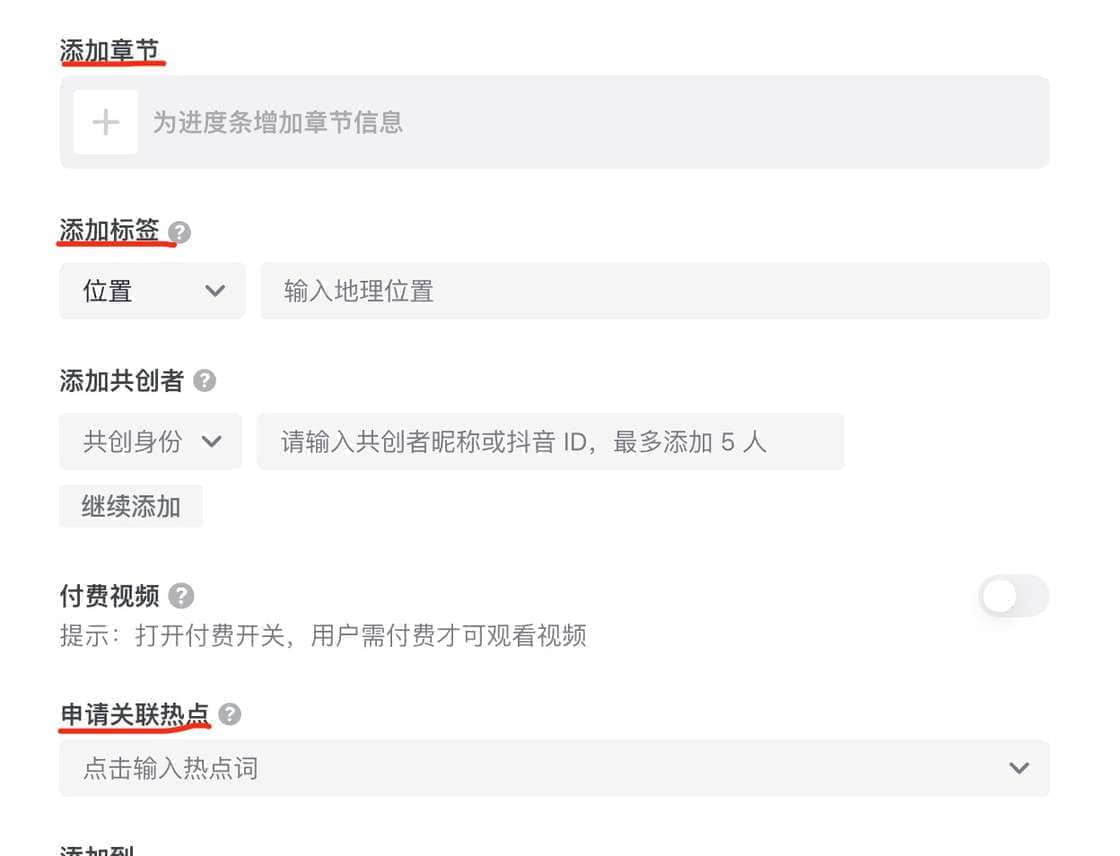 添加章节
为进度条增加章节信息
添加标签 ?
位置 输入地理位置
添加共创者 ?
共创身份 请输入共创者昵称或抖音 ID，最多添加 5 人
继续添加
付费视频 ?
提示：打开付费开关，用户需付费才可观看视频
申请关联热点 ?
点击输入热点词
添加到